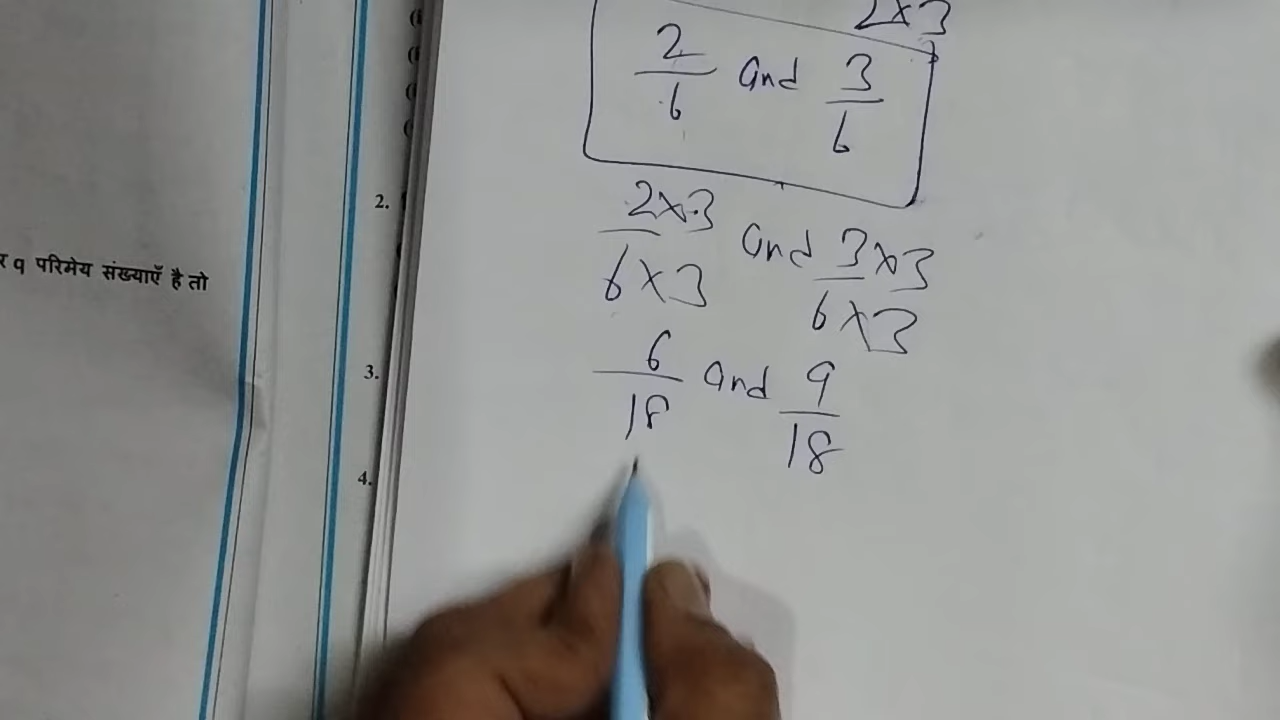 2×3
2/6 and 3/6
2×3/6×3 and 3×3/6×3
6/18 and 9/18
q परिमेय संख्याएँ है तो
2.
3.
4.